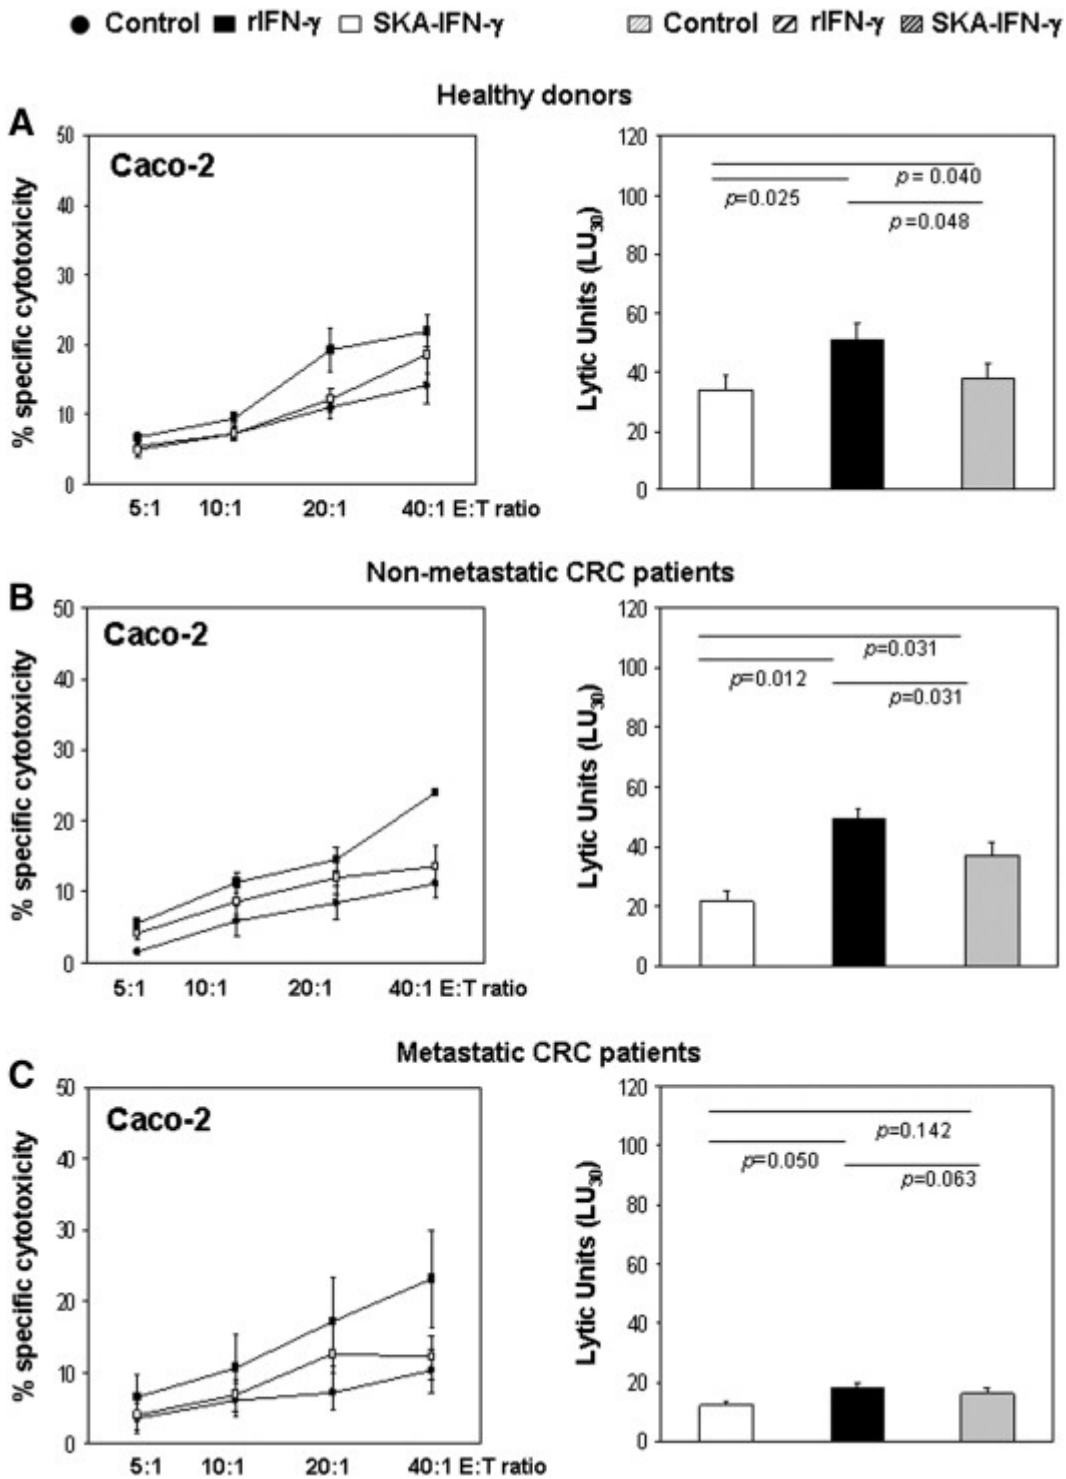 Control rIFN-γ SKA-IFN-γ Control rIFN-γ SKA-IFN-γ
Healthy donors
A
Caco-2
% specific cytotoxicity
50
40
30
20
10
0
5:1 10:1 20:1 40:1 E:T ratio
Lytic Units (LU30)
120
100
80
60
40
20
0
p = 0.040
p=0.025
p=0.048
Non-metastatic CRC patients
B
Caco-2
% specific cytotoxicity
50
40
30
20
10
0
5:1 10:1 20:1 40:1 E:T ratio
Lytic Units (LU30)
120
100
80
60
40
20
0
p=0.031
p=0.012
p=0.031
Metastatic CRC patients
C
Caco-2
% specific cytotoxicity
50
40
30
20
10
0
5:1 10:1 20:1 40:1 E:T ratio
Lytic Units (LU30)
120
100
80
60
40
20
0
p=0.142
p=0.050
p=0.063